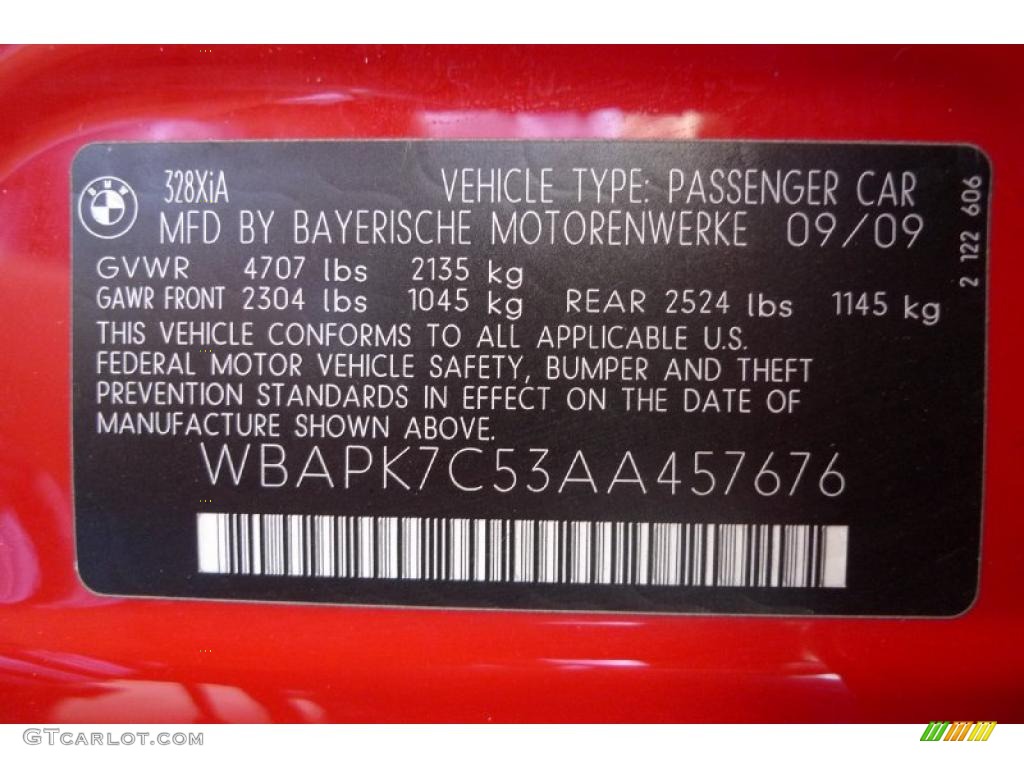 328XiA VEHICLE TYPE: PASSENGER CAR
MFD BY BAYERISCHE MOTORENWERKE 09/09
GVWR 4707 lbs 2135 kg
GAWR FRONT 2304 lbs 1045 kg REAR 2524 lbs 1145 kg
THIS VEHICLE CONFORMS TO ALL APPLICABLE U.S.
FEDERAL MOTOR VEHICLE SAFETY, BUMPER AND THEFT
PREVENTION STANDARDS IN EFFECT ON THE DATE OF
MANUFACTURE SHOWN ABOVE.
WBAPK7C53AA457676
2 122 606
BMW
GTCarLot.com